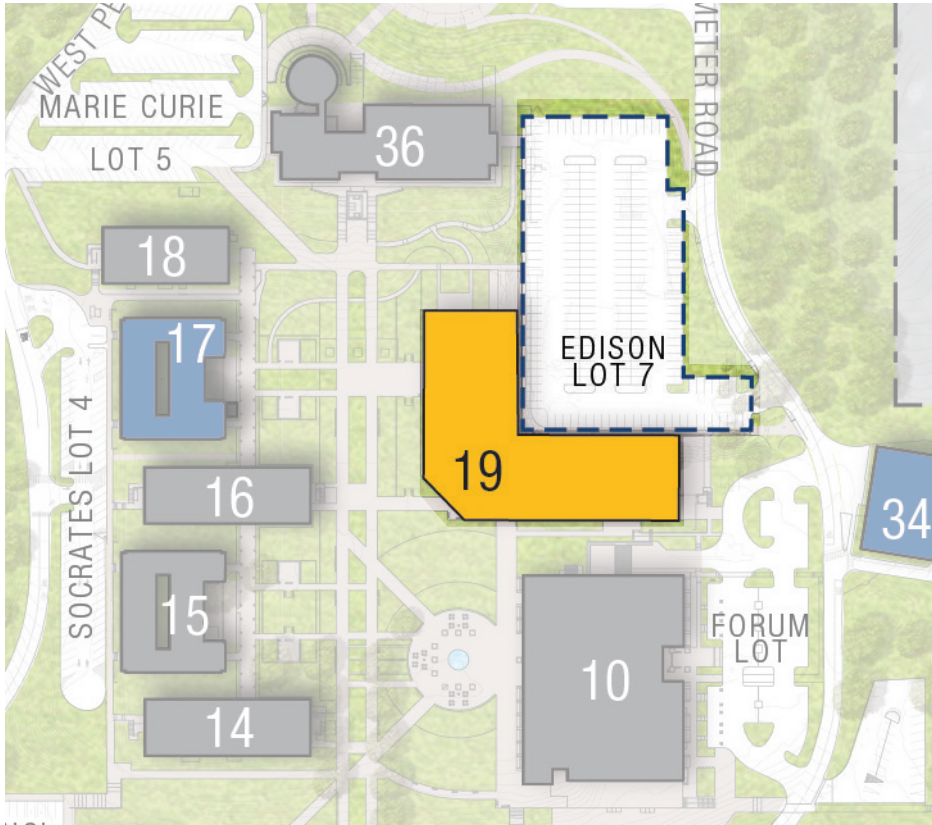 WEST PE
METER ROAD
MARIE CURIE
LOT 5
36
18
17
EDISON
LOT 7
SOCRATES LOT 4
16
19
34
15
FORUM
LOT
10
14